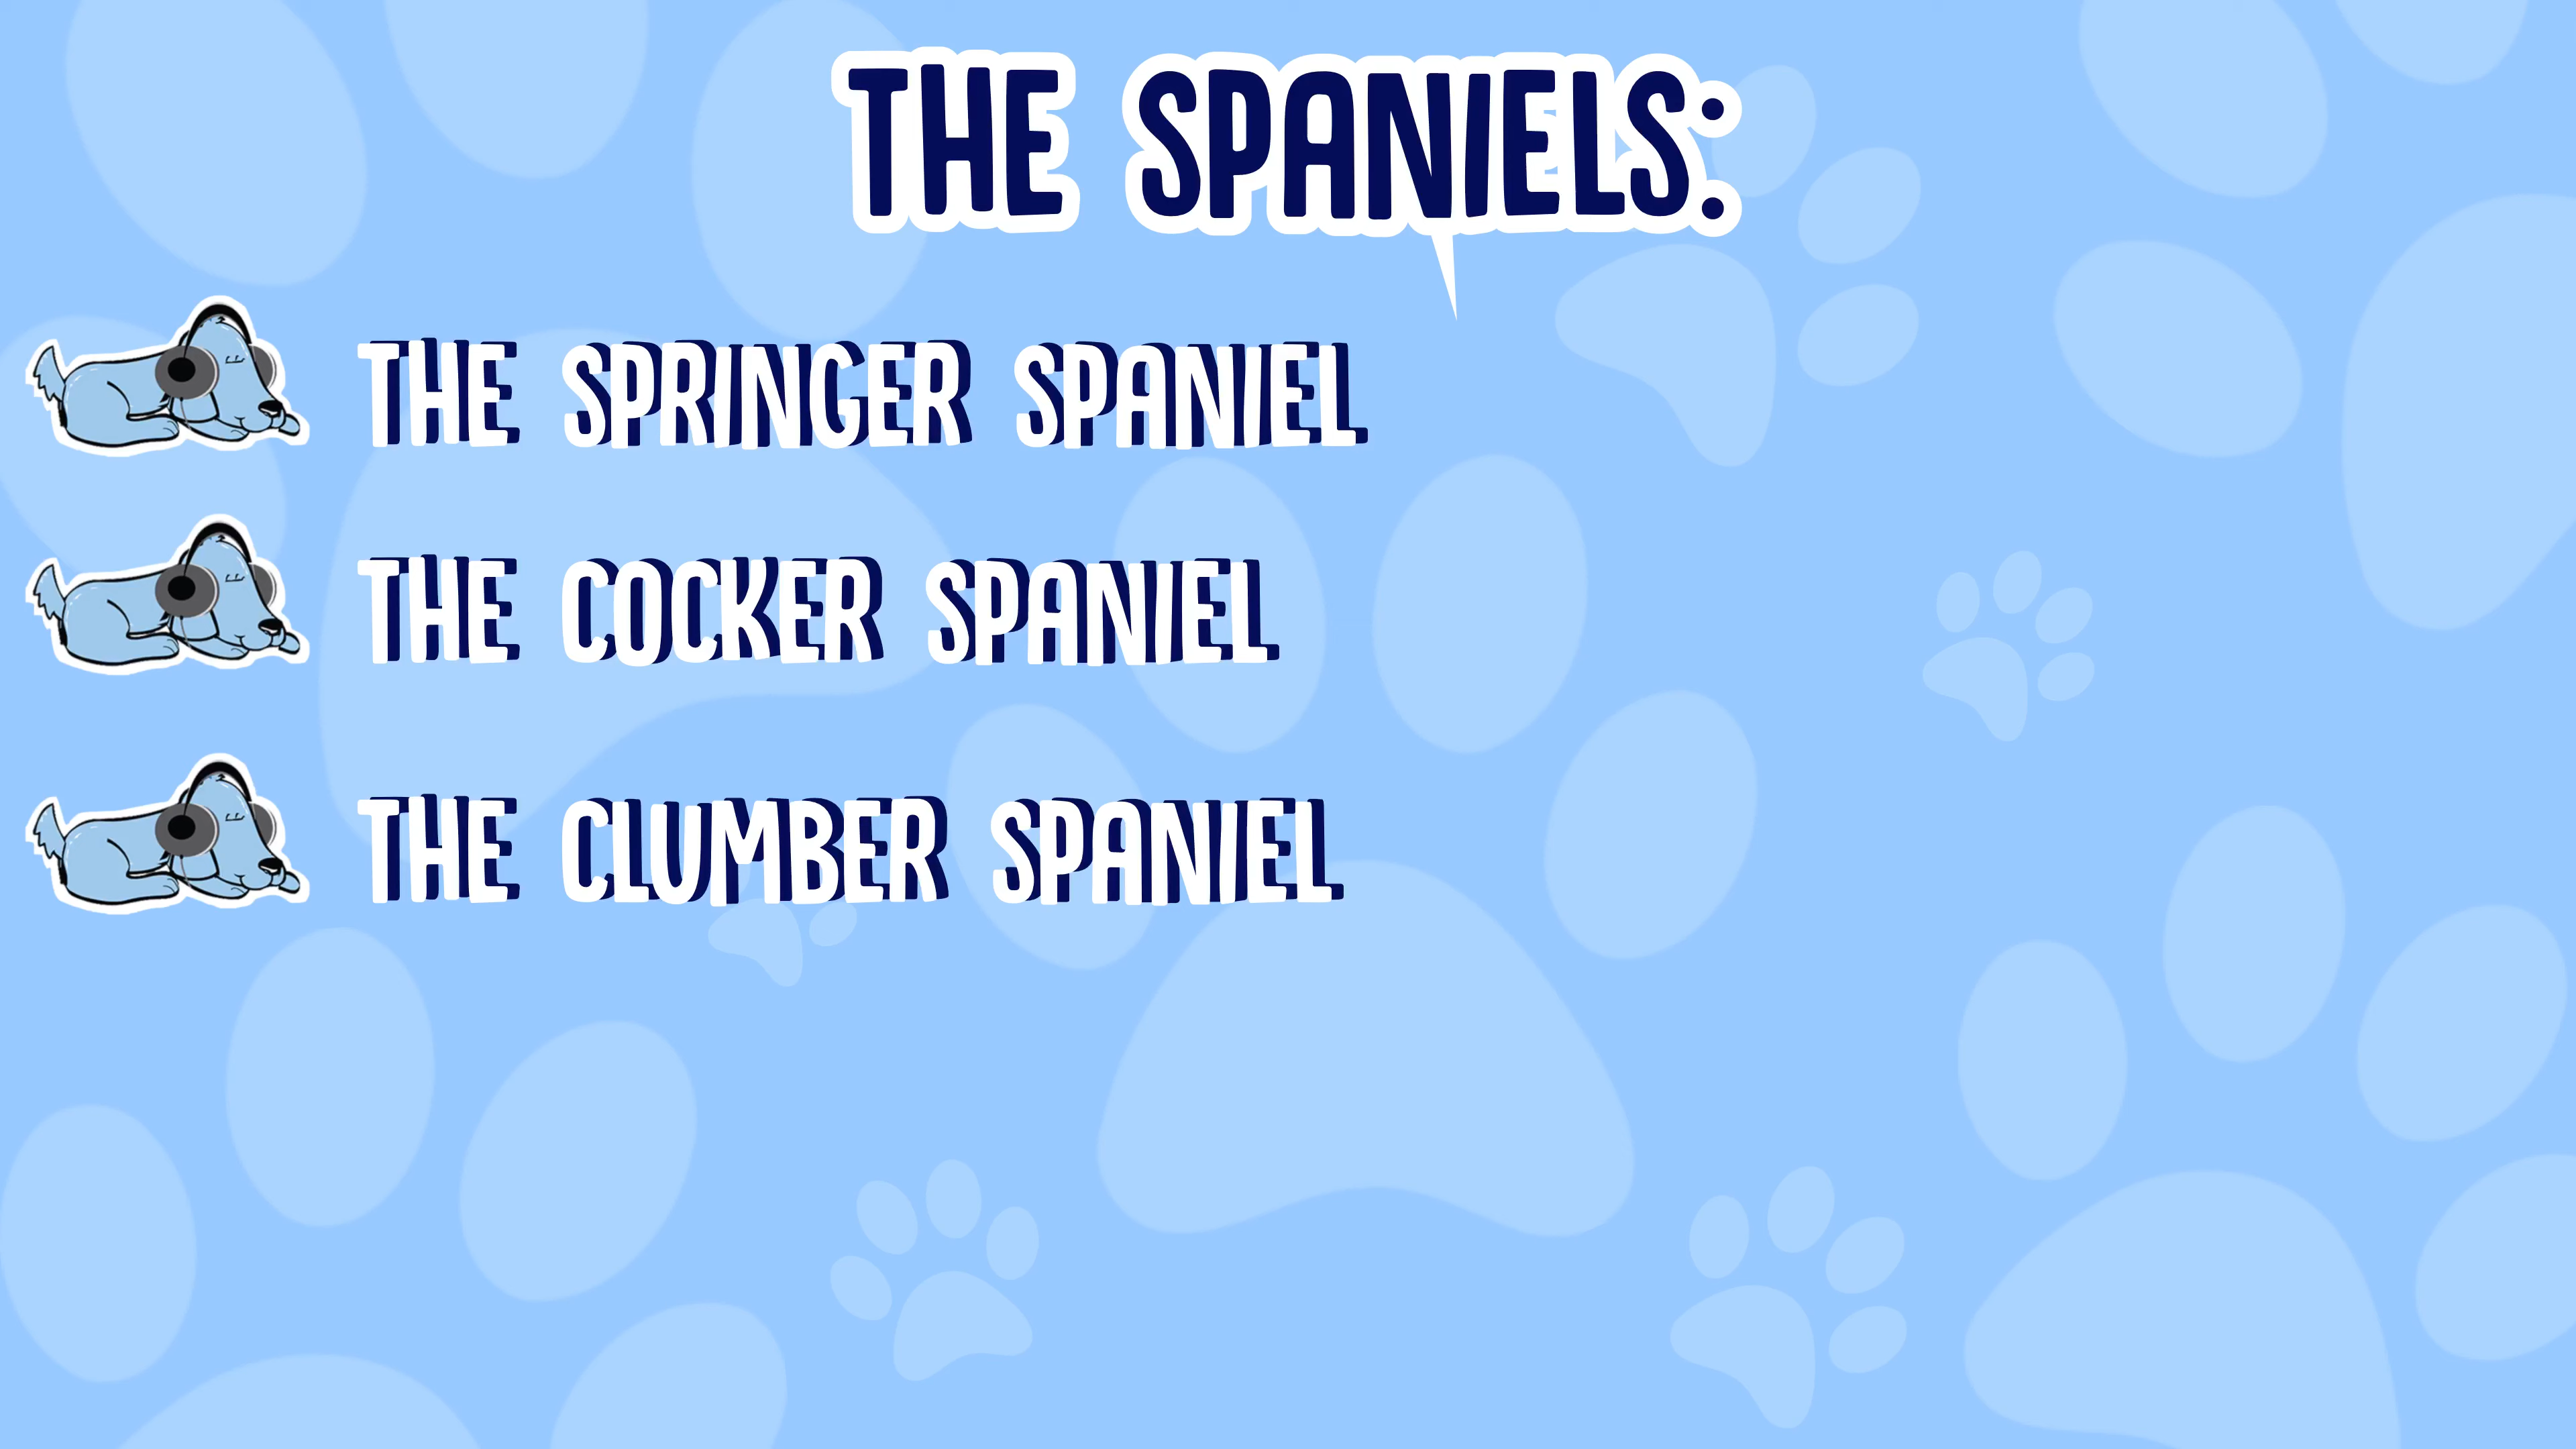 THE SPANIELS:
THE SPRINGER SPANIEL
THE COCKER SPANIEL
THE CLUMBER SPANIEL